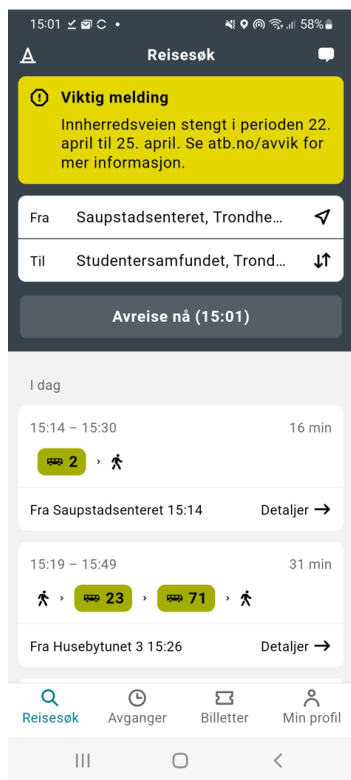 15:01 58%
Reisesøk
Viktig melding
Innherredsveien stengt i perioden 22.
april til 25. april. Se atb.no/avvik for
mer informasjon.
Fra Saupstadsenteret, Trondhe...
Til Studentersamfundet, Trond...
Avreise nå (15:01)
I dag
15:14 – 15:30 16 min
2
Fra Saupstadsenteret 15:14 Detaljer
15:19 – 15:49 31 min
23 71
Fra Husebytunet 3 15:26 Detaljer
Reisesøk Avganger Billetter Min profil